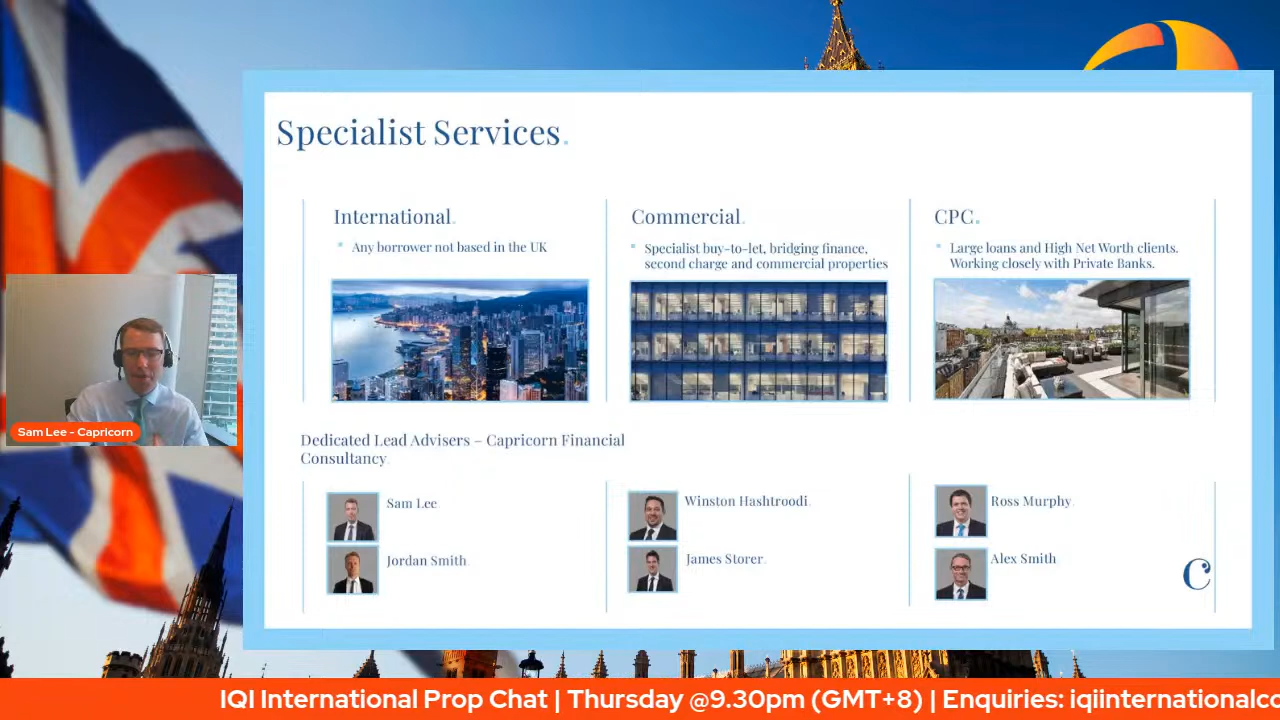 Specialist Services.
International.
Any borrower not based in the UK
Commercial.
Specialist buy-to-let, bridging finance,
second charge and commercial properties
CPC.
Large loans and High Net Worth clients.
Working closely with Private Banks.
Sam Lee - Capricorn
Dedicated Lead Advisers – Capricorn Financial
Consultancy
Sam Lee
Jordan Smith
Winston Hashtroodi
James Storer
Ross Murphy
Alex Smith
C
IQI International Prop Chat | Thursday @9.30pm (GMT+8) | Enquiries: iqiinternationalco